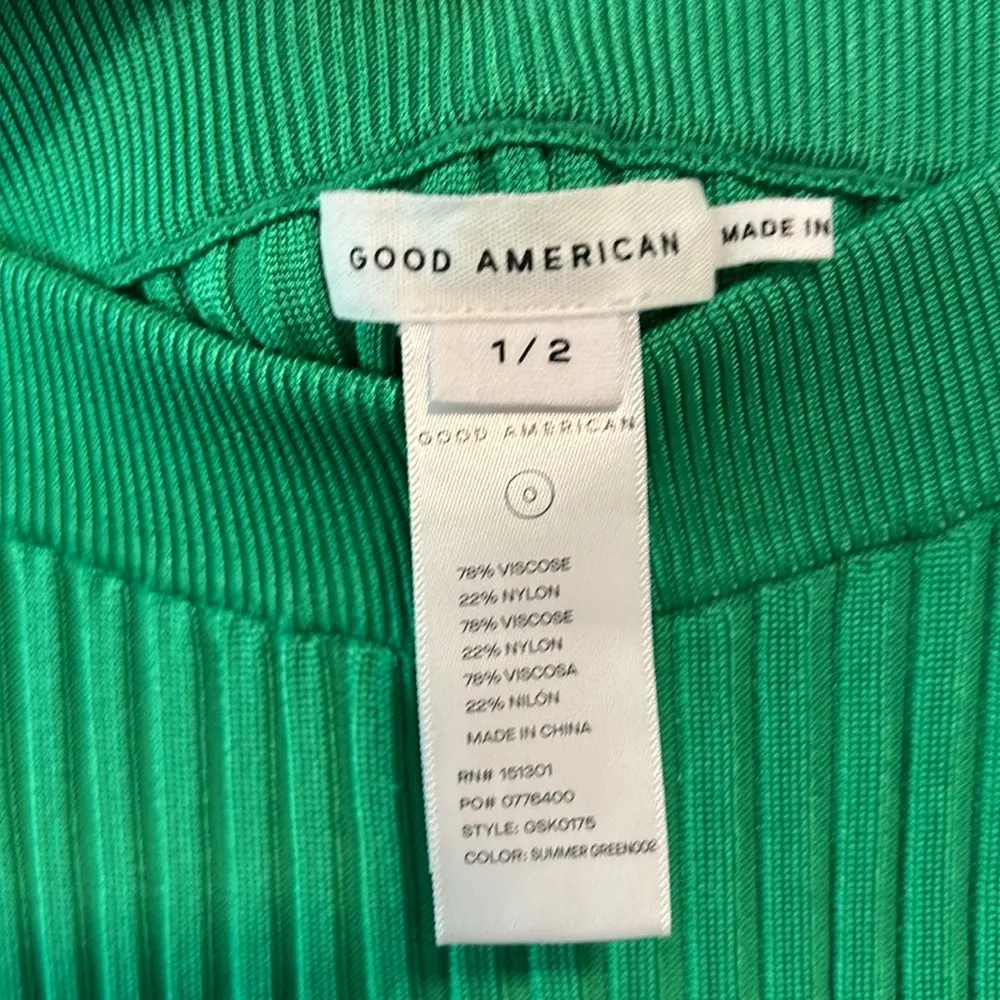 GOOD AMERICAN
MADE IN
1/2
GOOD AMERICAN
78% VISCOSE
22% NYLON
78% VISCOSE
22% NYLON
78% VISCOSA
22% NILÓN
MADE IN CHINA
RN# 151301
PO# 0776400
STYLE: GSK0175
COLOR: SUMMER GREEN002